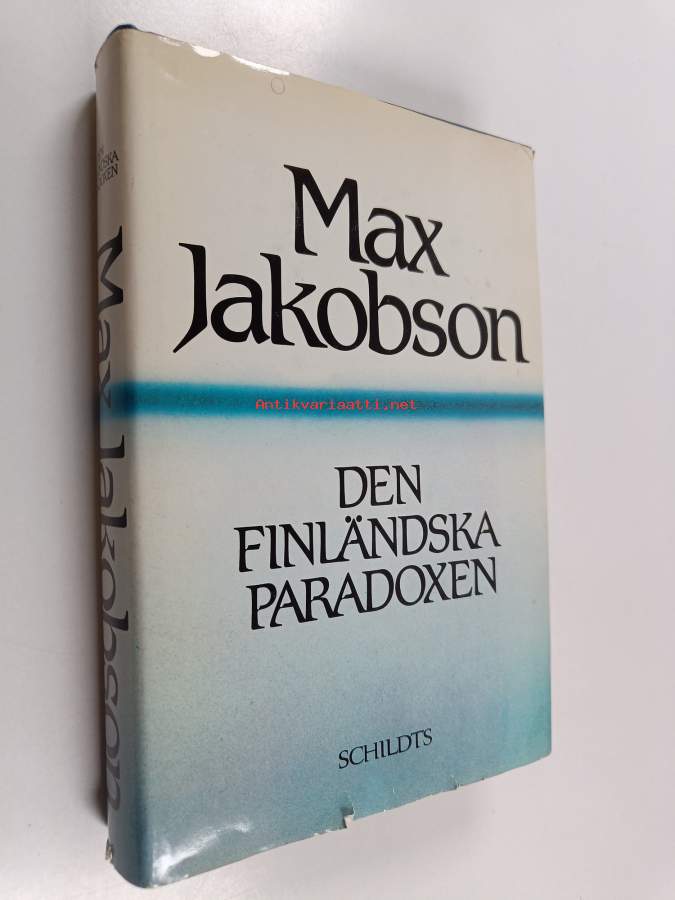 Max
Jakobson
Antikvariaatti.net
DEN
FINLÄNDSKA
PARADOXEN
SCHILDTS
Max Jakobson